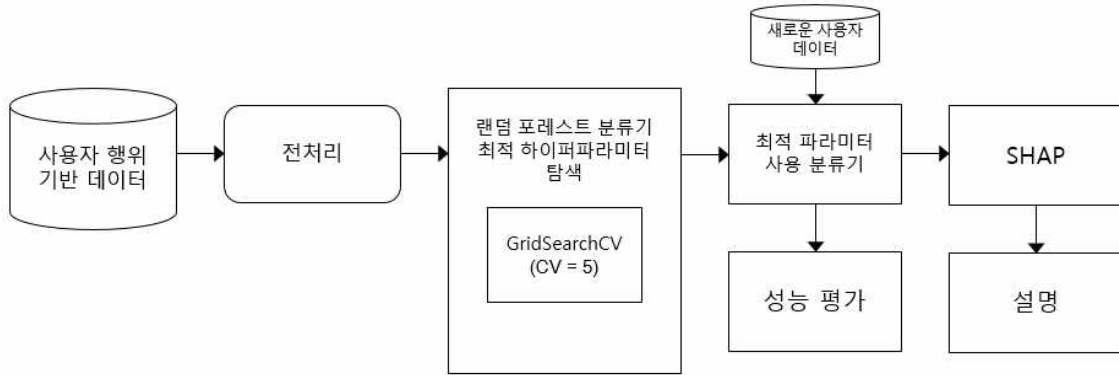 새로운 사용자
데이터
사용자 행위
기반 데이터
전처리
랜덤 포레스트 분류기
최적 하이퍼파라미터
탐색
GridSearchCV
(CV = 5)
최적 파라미터
사용 분류기
SHAP
성능 평가
설명